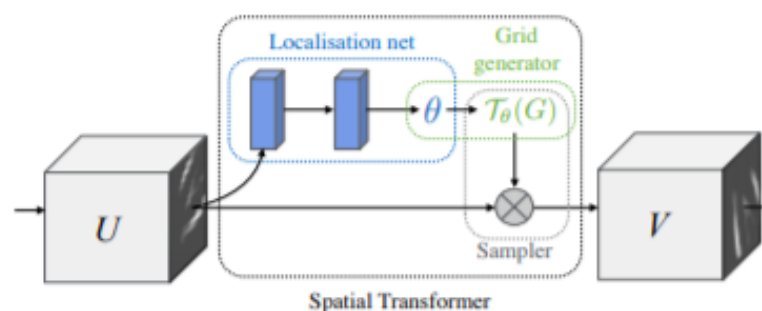 Localisation net
Grid
generator
θ
𝒯θ(G)
U
V
Sampler
Spatial Transformer